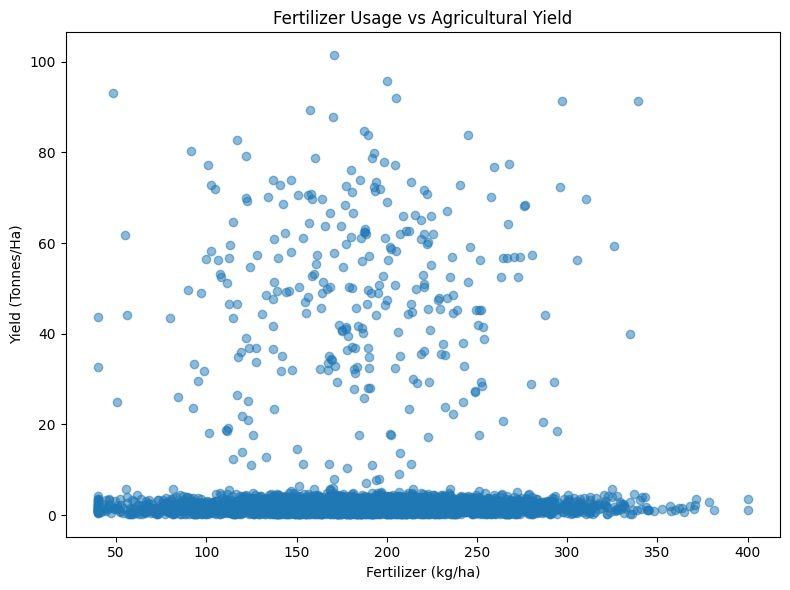 Fertilizer Usage vs Agricultural Yield
Yield (Tonnes/Ha)
100
80
60
40
20
0
50 100 150 200 250 300 350 400
Fertilizer (kg/ha)